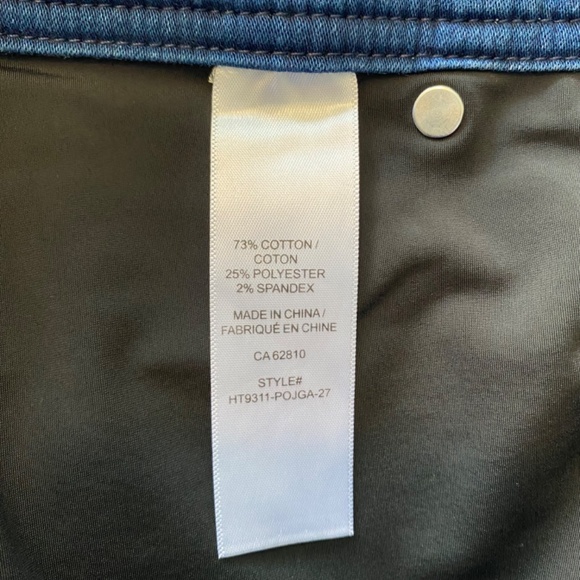 73% COTTON /
COTON
25% POLYESTER
2% SPANDEX
MADE IN CHINA /
FABRIQUÉ EN CHINE
CA 62810
STYLE#
HT9311-POJGA-27